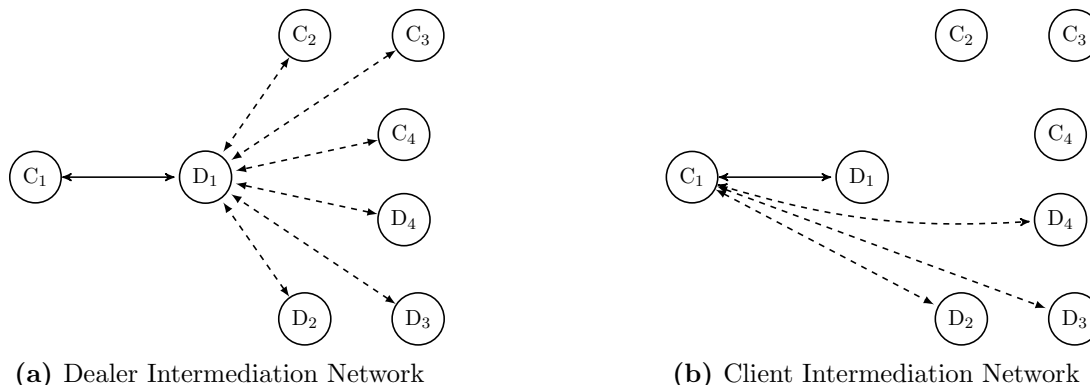 C₂ C₃ C₂ C₃
C₄ C₄
C₁ D₁ C₁ D₁
D₄ D₄
D₂ D₃ D₂ D₃
(a) Dealer Intermediation Network (b) Client Intermediation Network